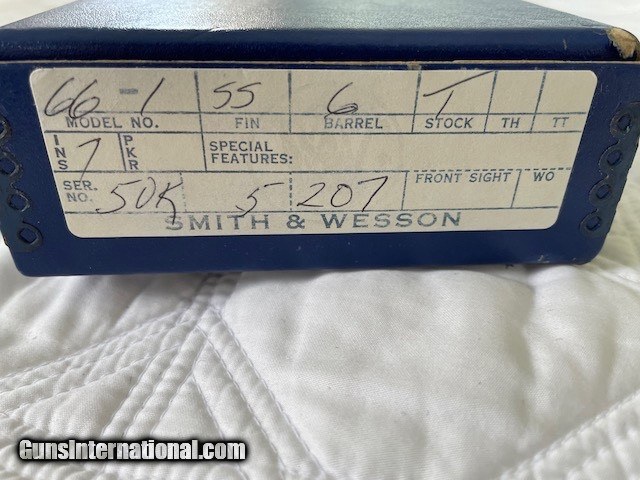 66-1 SS 6 T
MODEL NO. FIN BARREL STOCK TH TT
INS 7 PKR SPECIAL FEATURES:
SER. NO. 50K 5 207 FRONT SIGHT WO
SMITH & WESSON
GunsInternational.com